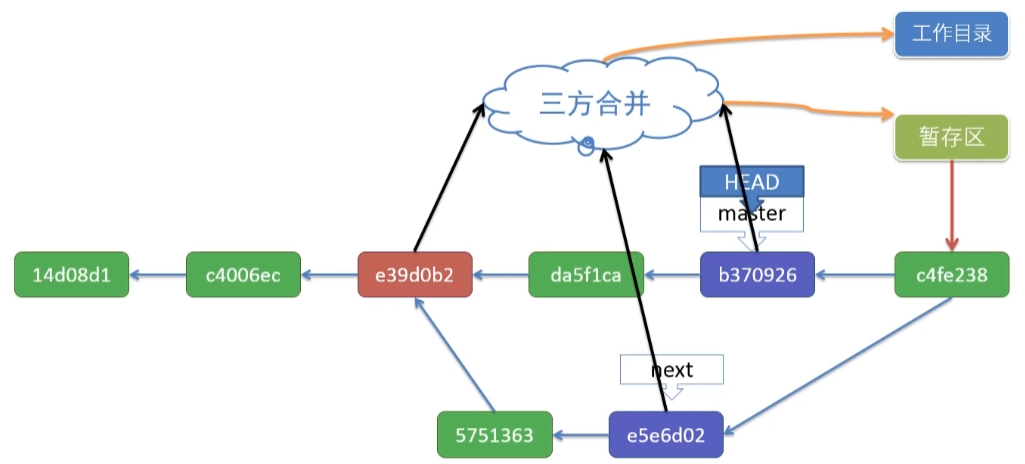 工作目录
三方合并
暂存区
HEAD
master
14d08d1
c4006ec
e39d0b2
da5f1ca
b370926
c4fe238
next
5751363
e5e6d02